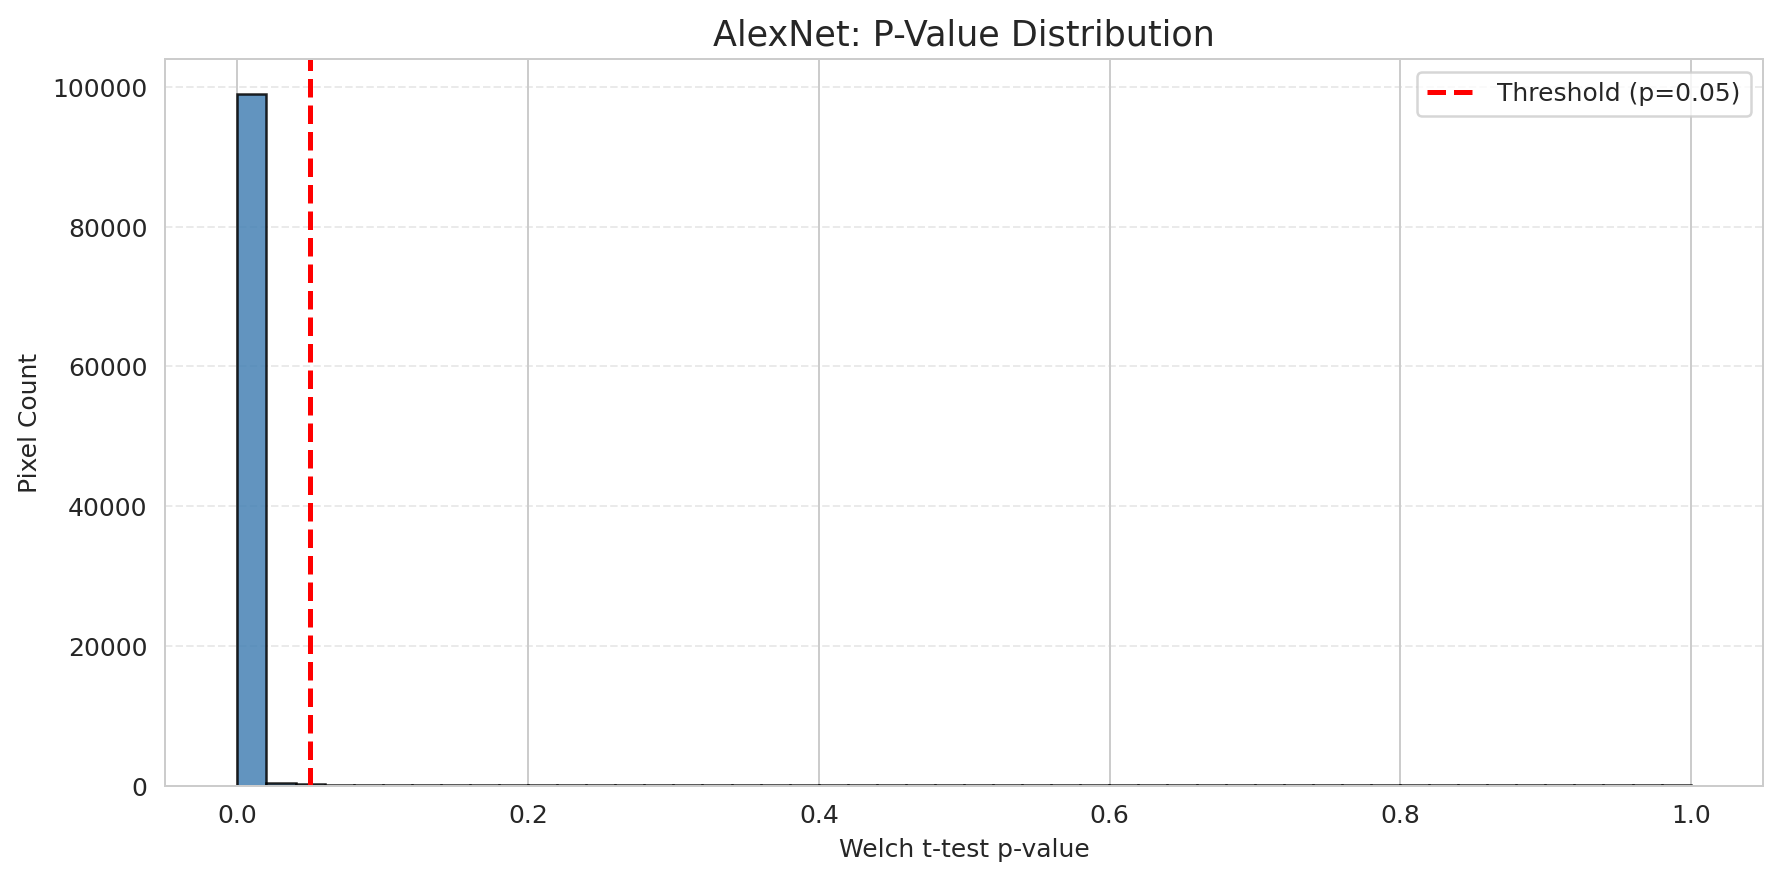 AlexNet: P-Value Distribution
Threshold (p=0.05)
Pixel Count
100000
80000
60000
40000
20000
0
0.0 0.2 0.4 0.6 0.8 1.0
Welch t-test p-value